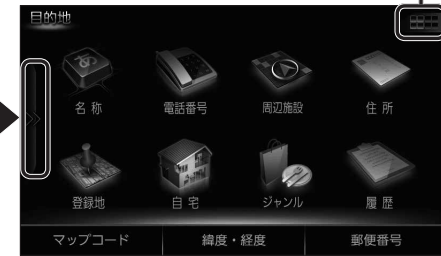 目的地
名 称
電話番号
周辺施設
住 所
登録地
自 宅
ジャンル
履 歴
マップコード
緯度・経度
郵便番号